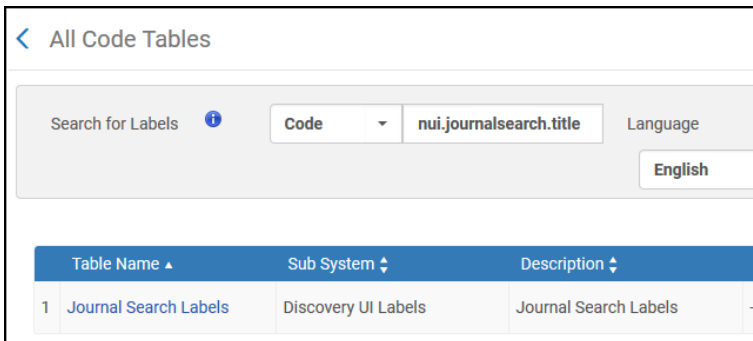 All Code Tables
Search for Labels Code nui.journalsearch.title Language
English
Table Name Sub System Description
1 Journal Search Labels Discovery UI Labels Journal Search Labels -